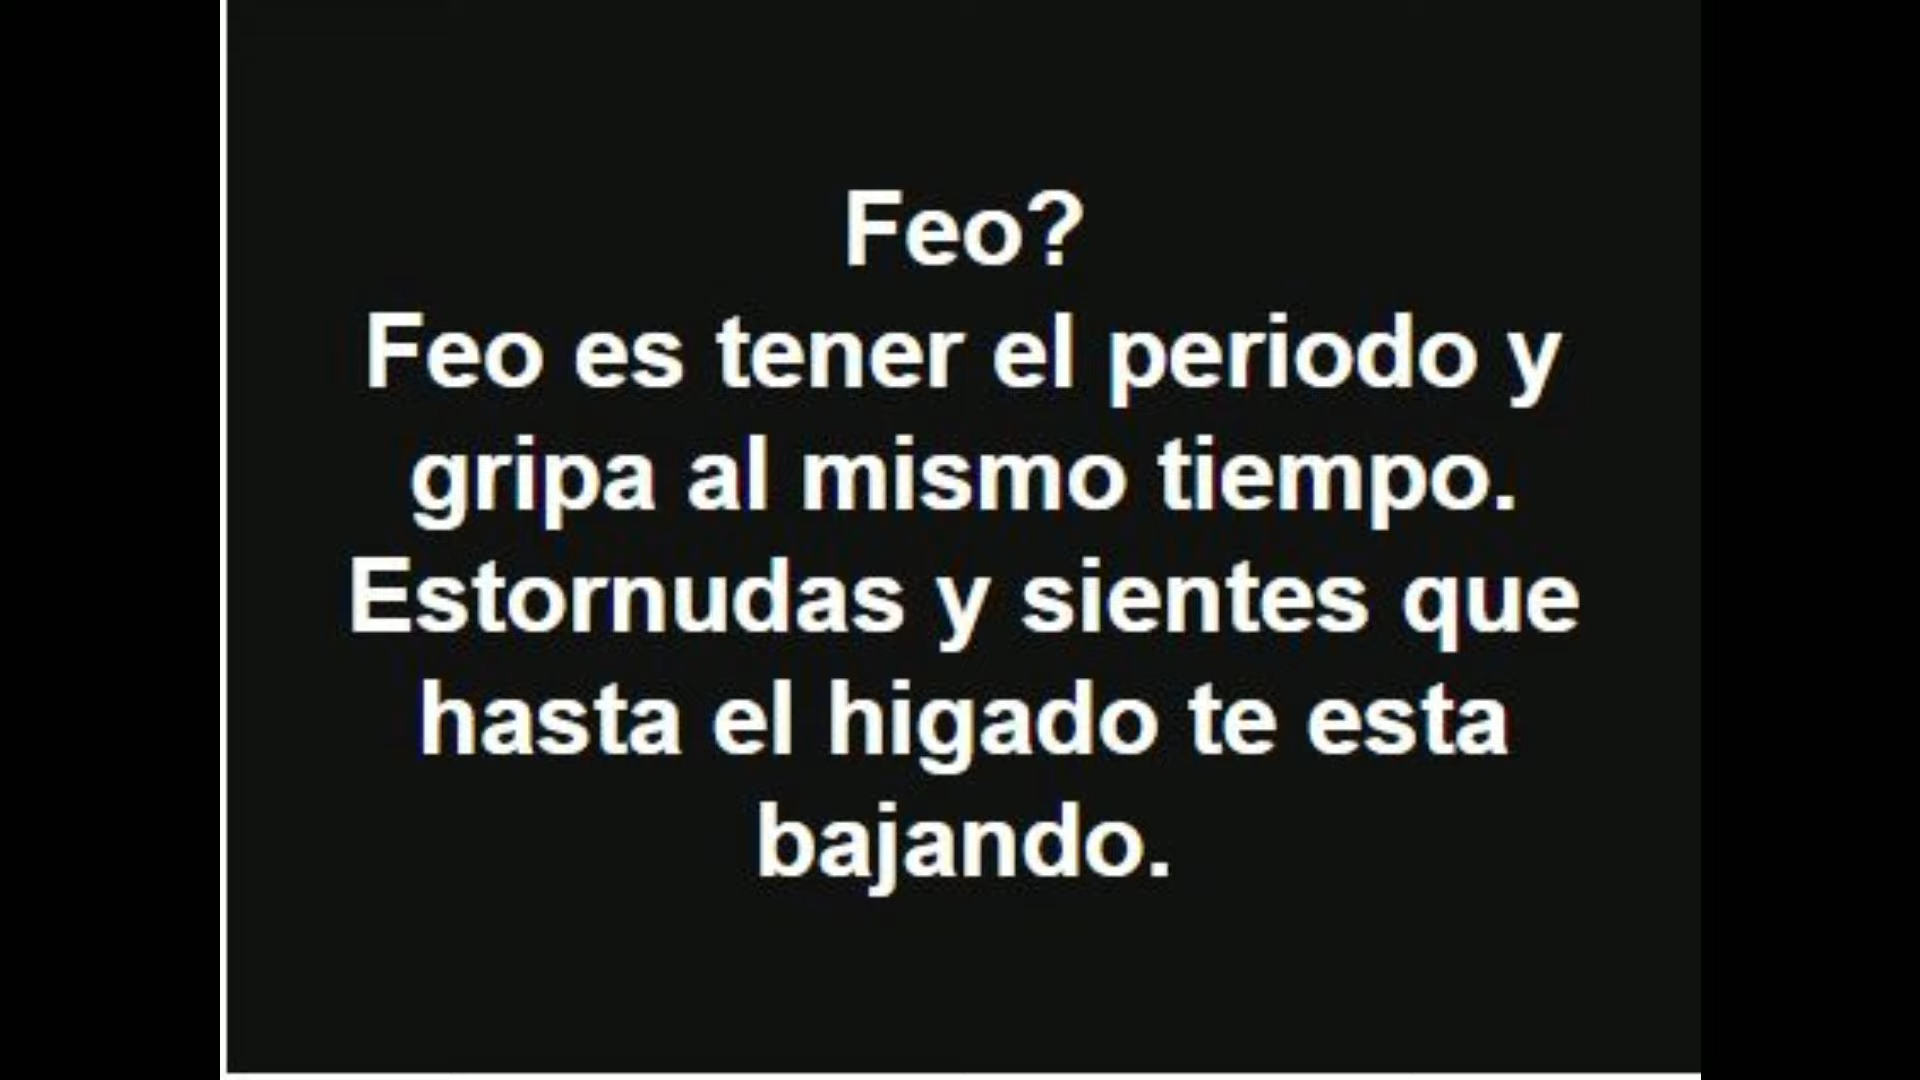 Feo?
Feo es tener el periodo y
gripa al mismo tiempo.
Estornudas y sientes que
hasta el higado te esta
bajando.